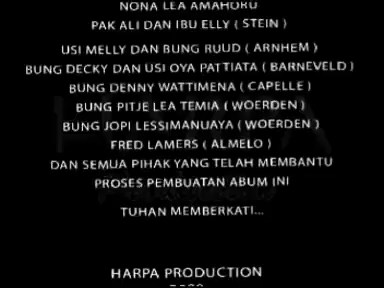 NONA LEA AMAHORU
PAK ALI DAN IBU ELLY ( STEIN )
USI MELLY DAN BUNG RUUD ( ARNHEM )
BUNG DECKY DAN USI OYA PATTIATA ( BARNEVELD )
BUNG DENNY WATTIMENA ( CAPELLE )
BUNG PITJE LEA TEMIA ( WOERDEN )
BUNG JOPI LESSIMANUAYA ( WOERDEN )
FRED LAMERS ( ALMELO )
DAN SEMUA PIHAK YANG TELAH MEMBANTU
PROSES PEMBUATAN ABUM INI
TUHAN MEMBERKATI...
HARPA PRODUCTION